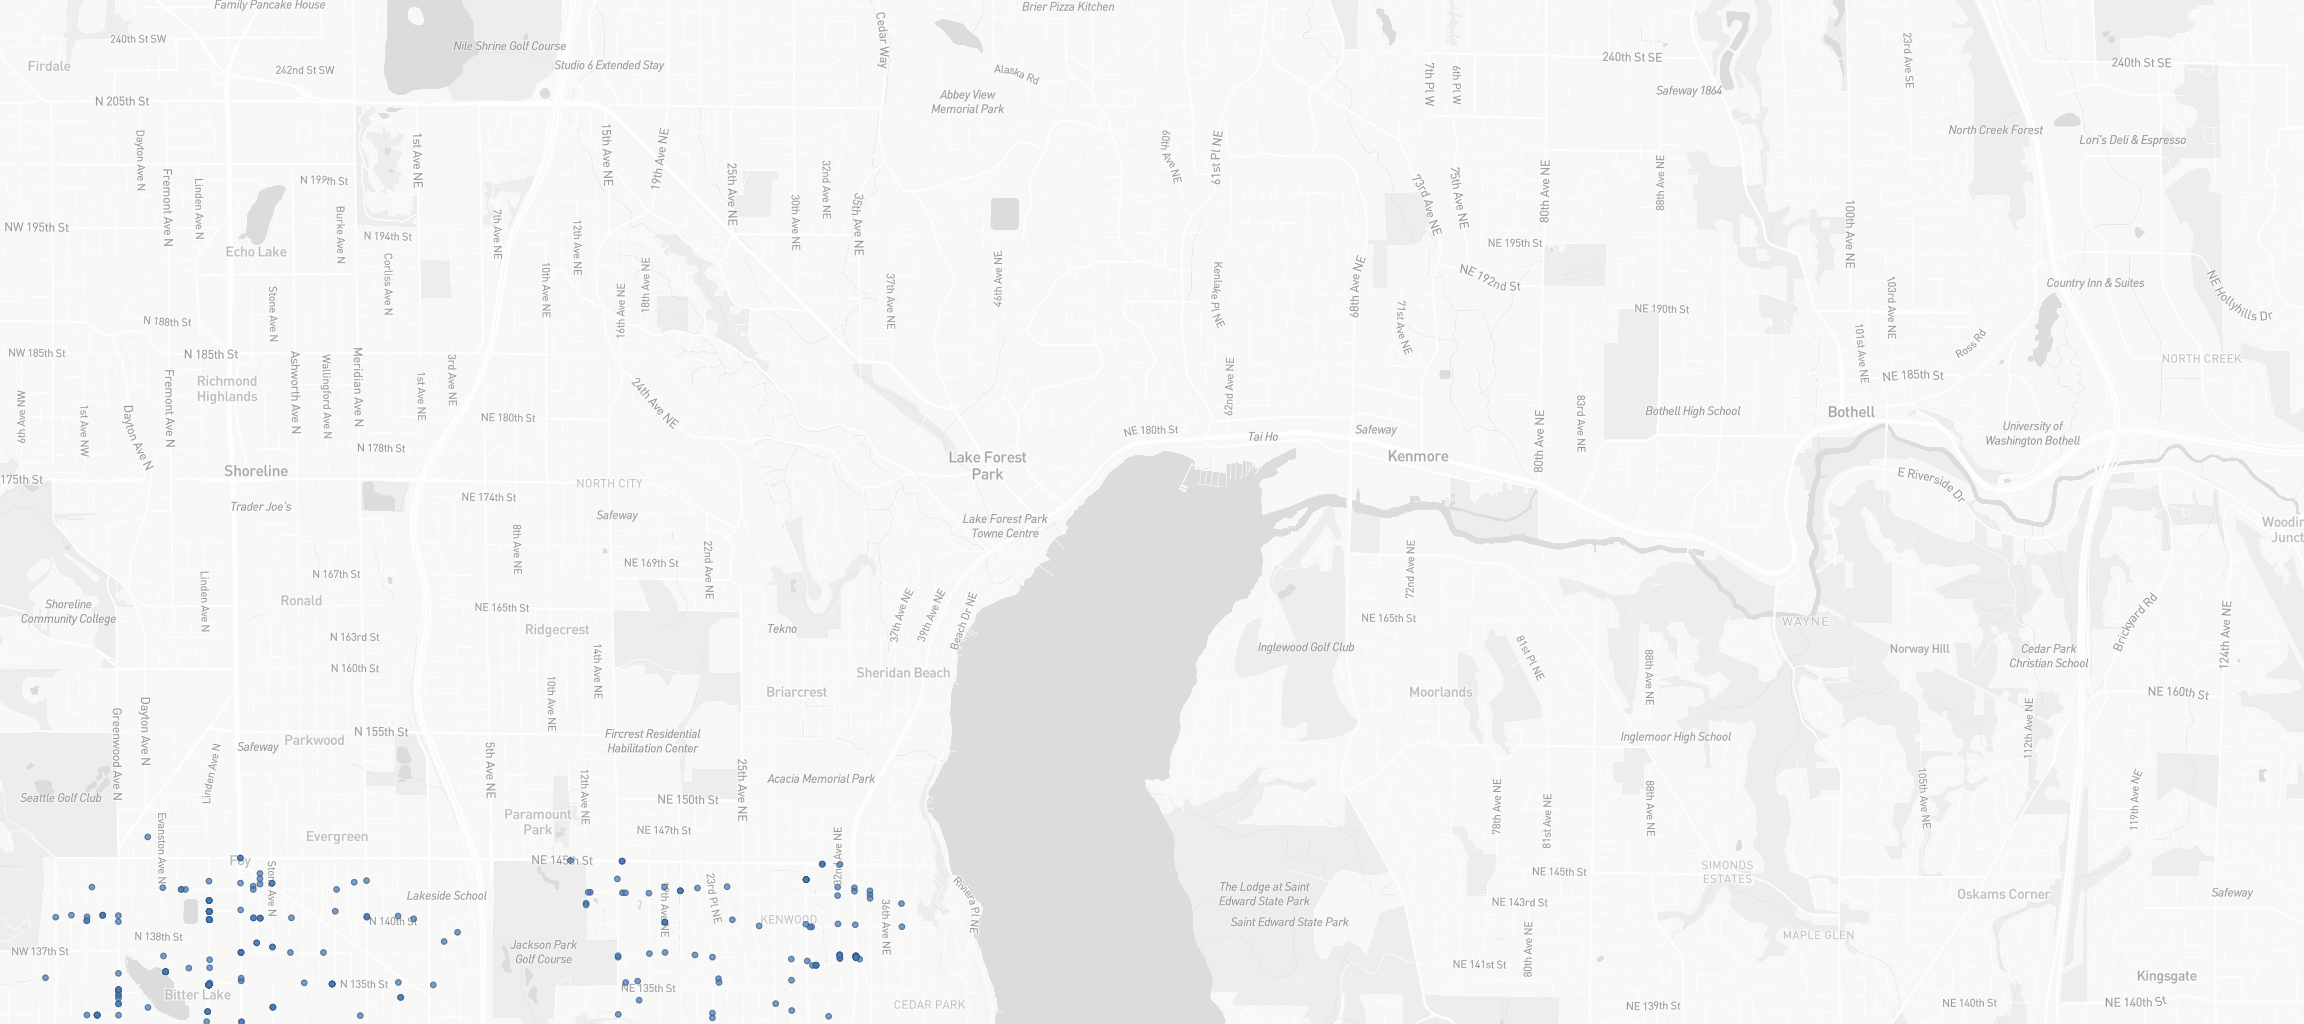 Family Pancake House
Brier Pizza Kitchen
240th St SW
Firdale
242nd St SW
N 205th St
Nile Shrine Golf Course
Studio 6 Extended Stay
Cedar Way
Alaska Rd
Abbey View
Memorial Park
7th Pl W
6th Pl W
240th St SE
Safeway 1864
23rd Ave SE
240th St SE
North Creek Forest
Lori's Deli & Espresso
Dayton Ave N
Fremont Ave N
Linden Ave N
N 199th St
Burke Ave N
1st Ave NE
N 194th St
Corliss Ave N
7th Ave NE
15th Ave NE
19th Ave NE
12th Ave NE
10th Ave NE
16th Ave NE
18th Ave NE
25th Ave NE
30th Ave NE
32nd Ave NE
35th Ave NE
37th Ave NE
46th Ave NE
60th Ave NE
61st Pl NE
Kenlake Pl NE
68th Ave NE
73rd Ave NE
75th Ave NE
71st Ave NE
80th Ave NE
NE 195th St
NE 192nd St
88th Ave NE
NE 190th St
100th Ave NE
103rd Ave NE
101st Ave NE
Ross Rd
Country Inn & Suites
NE Hollyhills Dr
NORTH CREEK
NW 195th St
Echo Lake
Stone Ave N
N 188th St
NW 185th St
N 185th St
Richmond
Highlands
Ashworth Ave N
Wallingford Ave N
Meridian Ave N
1st Ave NE
3rd Ave NE
6th Ave NW
1st Ave NW
Dayton Ave N
Fremont Ave N
N 178th St
NE 180th St
24th Ave NE
62nd Ave NE
NE 180th St
Tai Ho
Safeway
Kenmore
80th Ave NE
83rd Ave NE
Bothell High School
NE 185th St
Bothell
University of
Washington Bothell
E Riverside Dr
175th St
Shoreline
Trader Joe's
NE 174th St
NORTH CITY
Safeway
Lake Forest
Park
Lake Forest Park
Towne Centre
8th Ave NE
NE 169th St
22nd Ave NE
N 167th St
Linden Ave N
Ronald
Shoreline
Community College
NE 165th St
Ridgecrest
N 163rd St
N 160th St
14th Ave NE
10th Ave NE
Tekno
37th Ave NE
39th Ave NE
Beach Dr NE
Sheridan Beach
Briarcrest
72nd Ave NE
NE 165th St
Inglewood Golf Club
81st Pl NE
Moorlands
88th Ave NE
WAYNE
Norway Hill
Cedar Park
Christian School
Brickyard Rd
124th Ave NE
NE 160th St
112th Ave NE
Greenwood Ave N
Dayton Ave N
Linden Ave N
Safeway
Parkwood
N 155th St
5th Ave NE
12th Ave NE
Fircrest Residential
Habilitation Center
25th Ave NE
Acacia Memorial Park
NE 150th St
Inglemoor High School
78th Ave NE
81st Ave NE
88th Ave NE
105th Ave NE
119th Ave NE
Seattle Golf Club
Evanston Ave N
Evergreen
Foy
Stone Ave N
Paramount
Park
NE 147th St
NE 145th St
32nd Ave NE
23rd Pl NE
KENWOOD
36th Ave NE
Riviera Pl NE
Lakeside School
N 140th St
N 138th St
NW 137th St
N 135th St
Bitter Lake
Jackson Park
Golf Course
NE 135th St
CEDAR PARK
The Lodge at Saint
Edward State Park
Saint Edward State Park
NE 145th St
NE 143rd St
80th Ave NE
NE 141st St
NE 139th St
SIMONDS
ESTATES
MAPLE GLEN
Oskams Corner
Safeway
Kingsgate
NE 140th St
NE 140th St